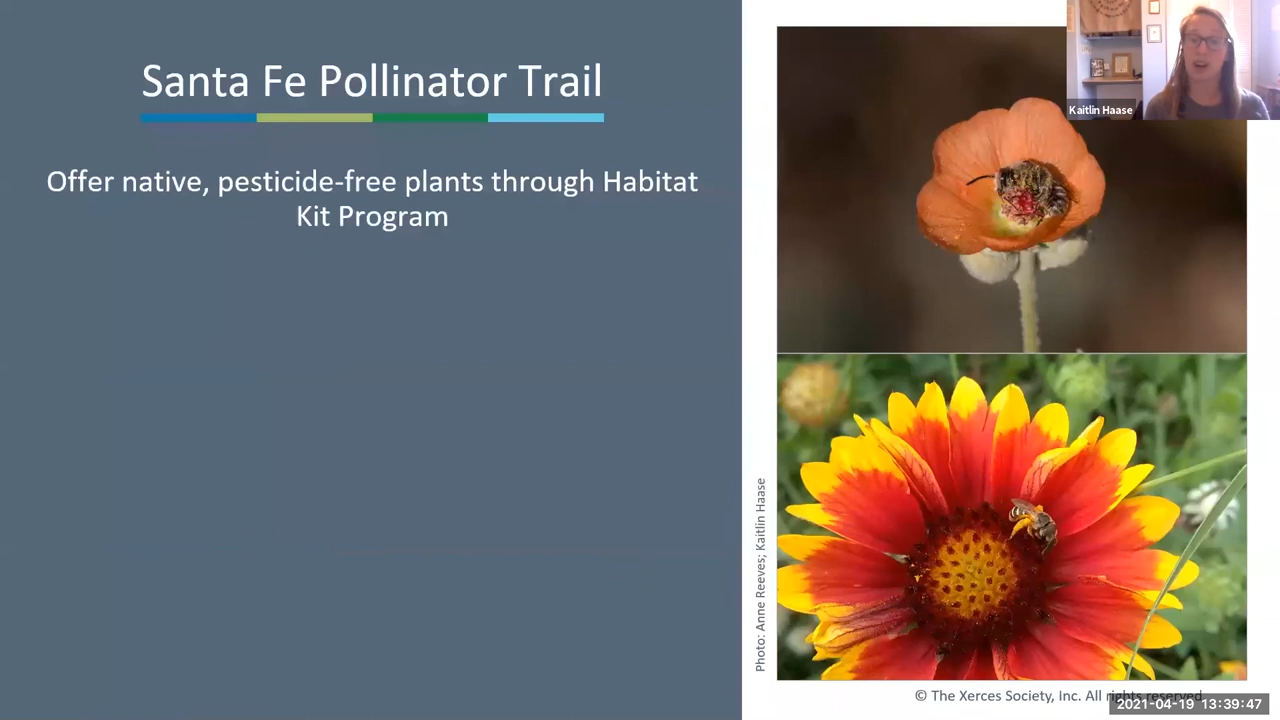 Santa Fe Pollinator Trail
Offer native, pesticide-free plants through Habitat
Kit Program
Kaitlin Haase
Photo: Anne Reeves; Kaitlin Haase
© The Xerces Society, Inc. All rights reserved
2021-04-19 13:39:47